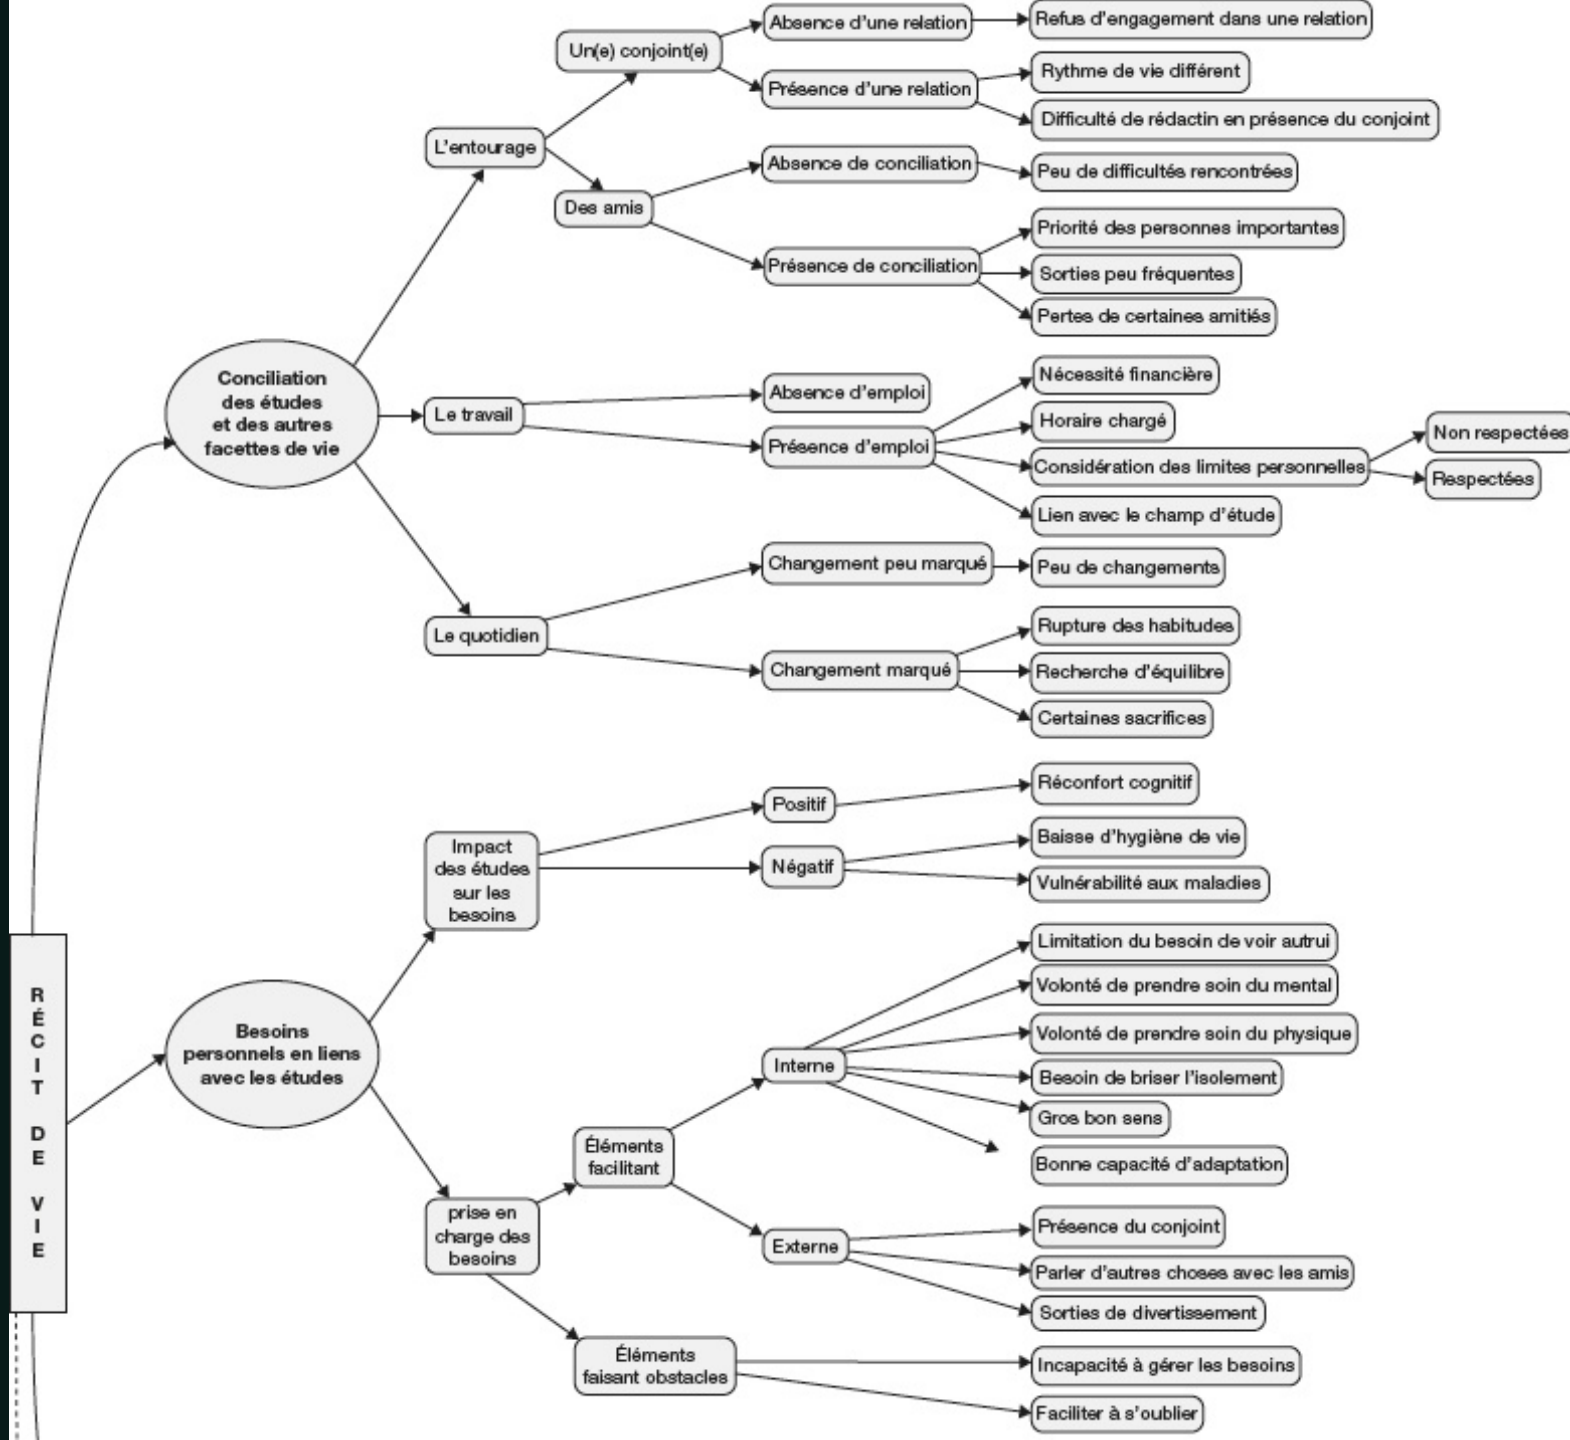 Absence d'une relation
Refus d'engagement dans une relation
Un(e) conjoint(e)
Présence d'une relation
Rythme de vie différent
Difficulté de rédactin en présence du conjoint
L'entourage
Absence de conciliation
Peu de difficultés rencontrées
Des amis
Présence de conciliation
Priorité des personnes importantes
Sorties peu fréquentes
Pertes de certaines amitiés
Conciliation
des études
et des autres
facettes de vie
Le travail
Absence d'emploi
Présence d'emploi
Nécessité financière
Horaire chargé
Considération des limites personnelles
Non respectées
Respectées
Lien avec le champ d'étude
Le quotidien
Changement peu marqué
Peu de changements
Changement marqué
Rupture des habitudes
Recherche d'équilibre
Certaines sacrifices
RÉCIT DE VIE
Besoins
personnels en liens
avec les études
Impact
des études
sur les
besoins
Positif
Réconfort cognitif
Négatif
Baisse d'hygiène de vie
Vulnérabilité aux maladies
prise en
charge des
besoins
Éléments
facilitant
Interne
Limitation du besoin de voir autrui
Volonté de prendre soin du mental
Volonté de prendre soin du physique
Besoin de briser l'isolement
Gros bon sens
Bonne capacité d'adaptation
Externe
Présence du conjoint
Parler d'autres choses avec les amis
Sorties de divertissement
Éléments
faisant obstacles
Incapacité à gérer les besoins
Faciliter à s'oublier